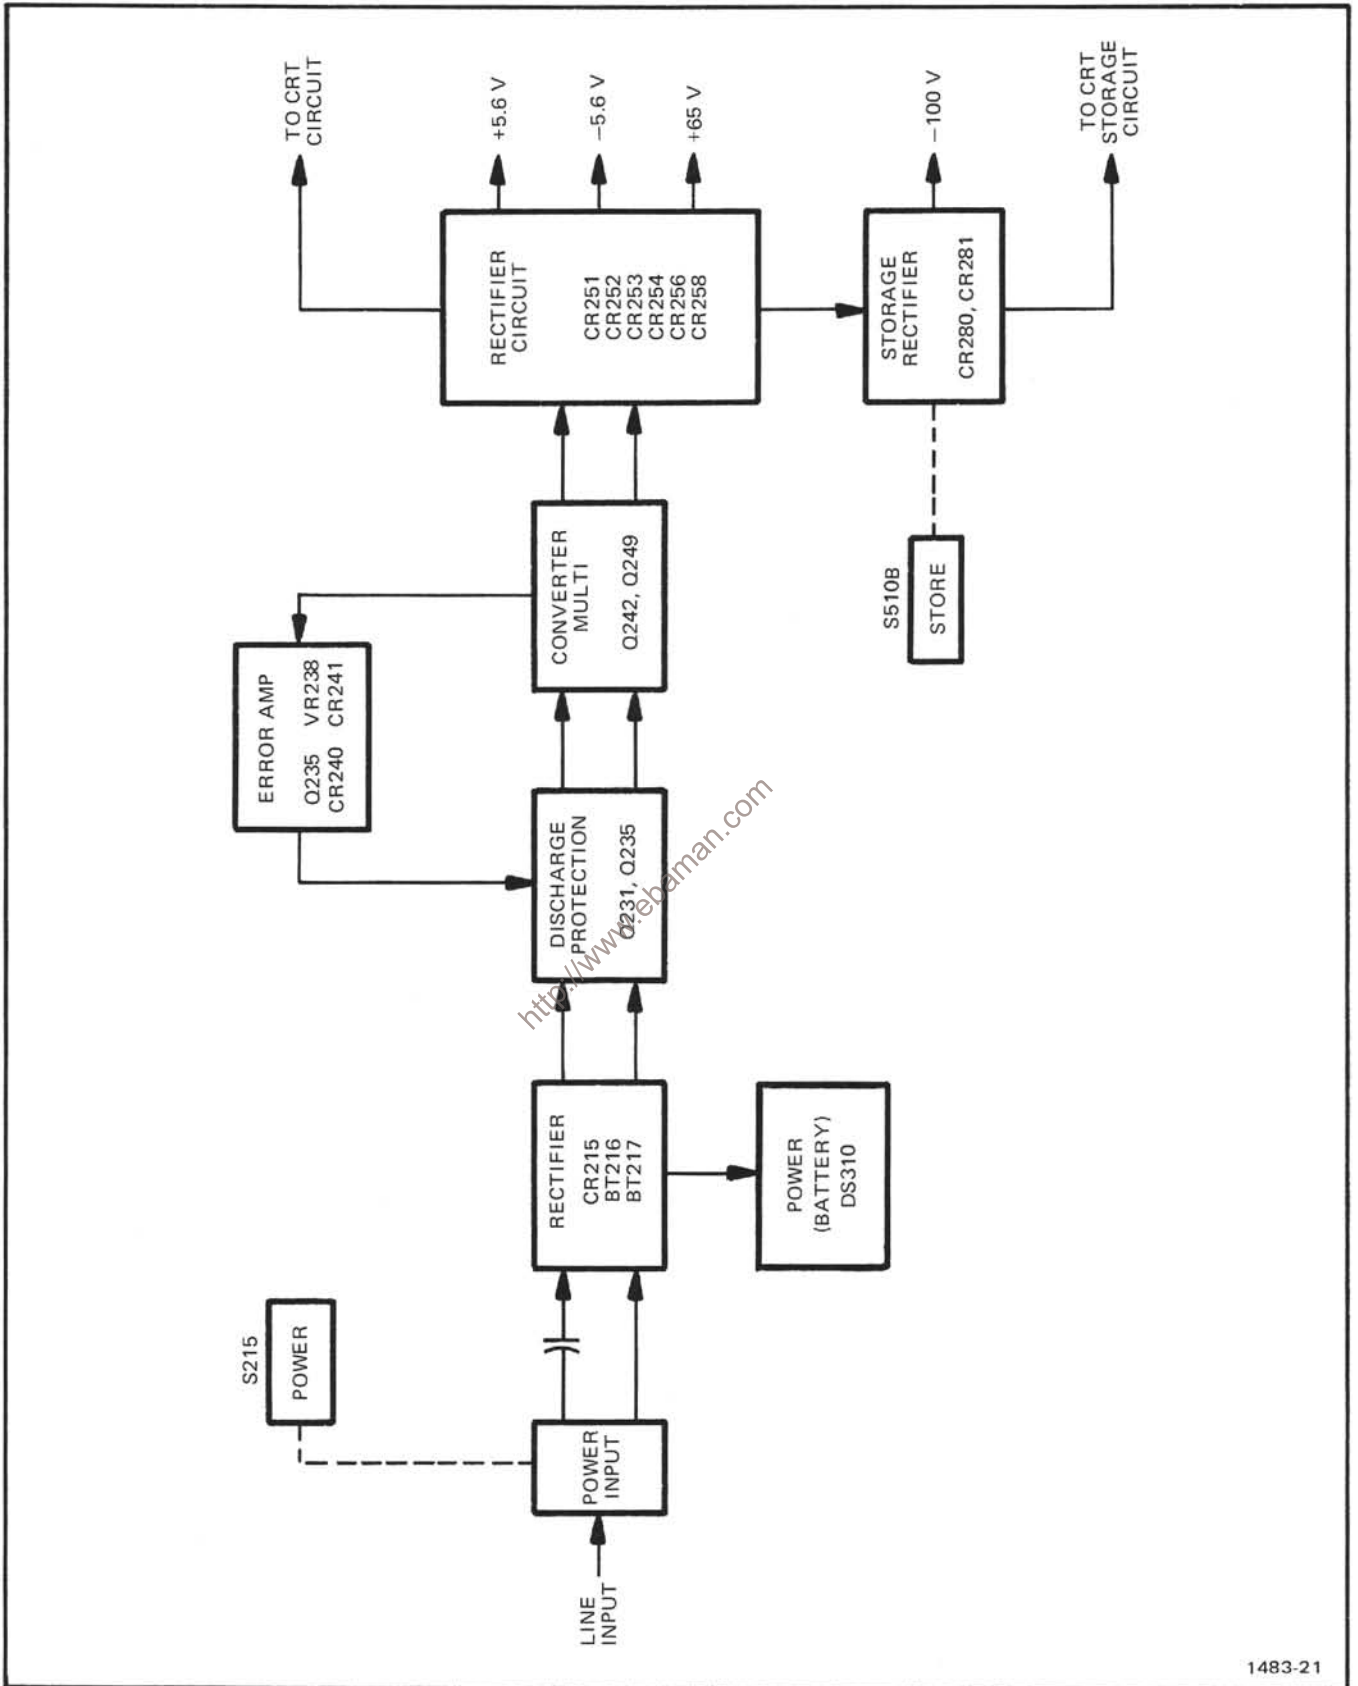 LINE
INPUT
POWER
INPUT
S215
POWER
RECTIFIER
CR215
BT216
BT217
POWER
(BATTERY)
DS310
DISCHARGE
PROTECTION
Q231, Q235
ERROR AMP
Q235 VR238
CR240 CR241
CONVERTER
MULTI
Q242, Q249
RECTIFIER
CIRCUIT
CR251
CR252
CR253
CR254
CR256
CR258
TO CRT
CIRCUIT
+5.6 V
−5.6 V
+65 V
S510B
STORE
STORAGE
RECTIFIER
CR280, CR281
−100 V
TO CRT
STORAGE
CIRCUIT
http://www.ebaman.com
1483-21